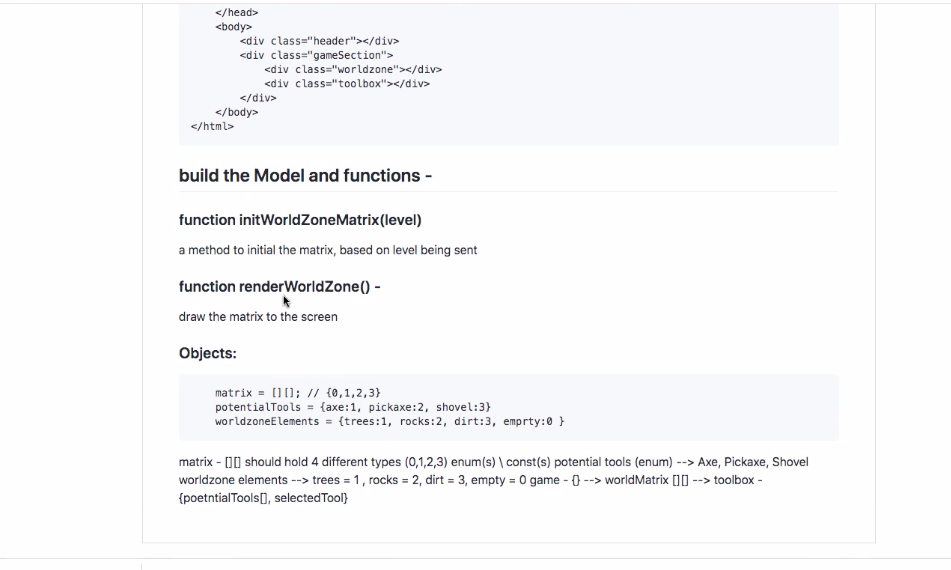 </head>
<body>
<div class="header"></div>
<div class="gameSection">
<div class="worldzone"></div>
<div class="toolbox"></div>
</div>
</body>
</html>
build the Model and functions -
function initWorldZoneMatrix(level)
a method to initial the matrix, based on level being sent
function renderWorldZone() -
draw the matrix to the screen
Objects:
matrix = [][]; // {0,1,2,3}
potentialTools = {axe:1, pickaxe:2, shovel:3}
worldzoneElements = {trees:1, rocks:2, dirt:3, emprty:0 }
matrix - [][] should hold 4 different types (0,1,2,3) enum(s) \ const(s) potential tools (enum) --> Axe, Pickaxe, Shovel
worldzone elements --> trees = 1 , rocks = 2, dirt = 3, empty = 0 game - {} --> worldMatrix [][] --> toolbox -
{poetntialTools[], selectedTool}